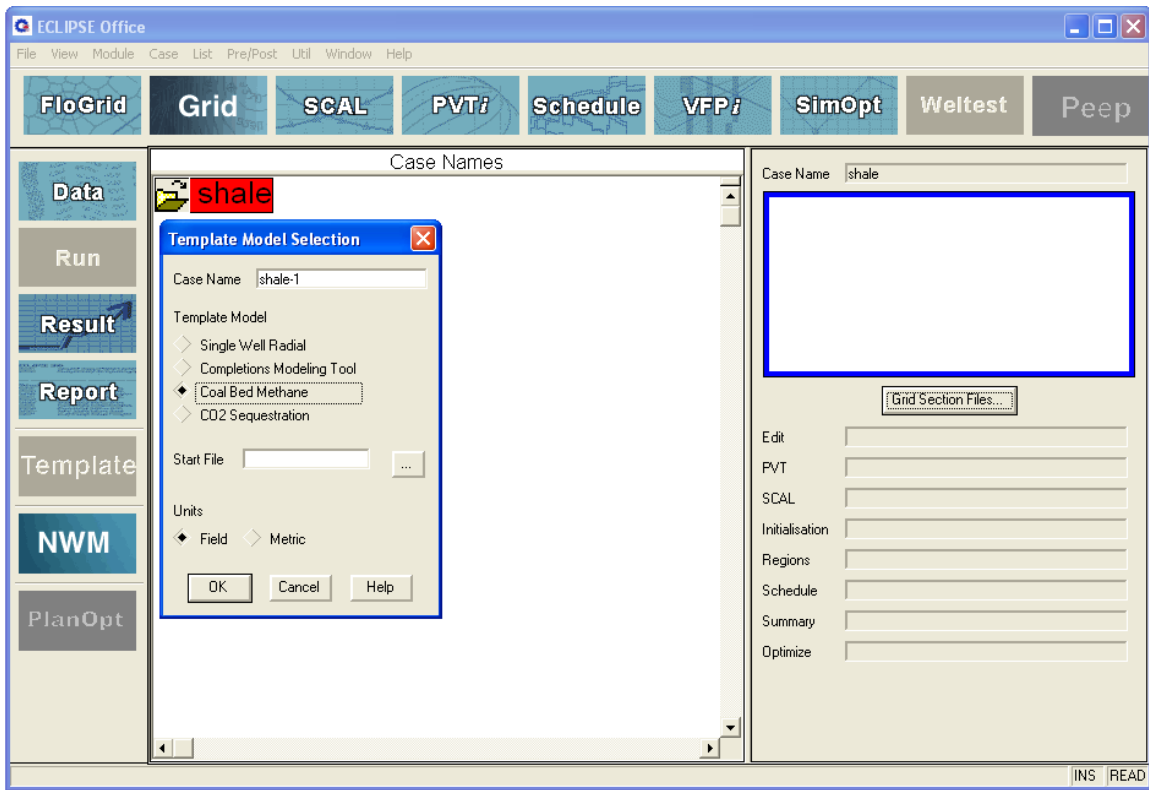 ECLIPSE Office
File View Module Case List Pre/Post Util Window Help
FloGrid Grid SCAL PVTi Schedule VFPi SimOpt Weltest Peep
Data
Run
Result
Report
Template
NWM
PlanOpt
Case Names
shale
Template Model Selection
Case Name shale-1
Template Model
Single Well Radial
Completions Modeling Tool
Coal Bed Methane
CO2 Sequestration
Start File ...
Units
Field Metric
OK Cancel Help
Case Name shale
Grid Section Files...
Edit
PVT
SCAL
Initialisation
Regions
Schedule
Summary
Optimize
INS READ